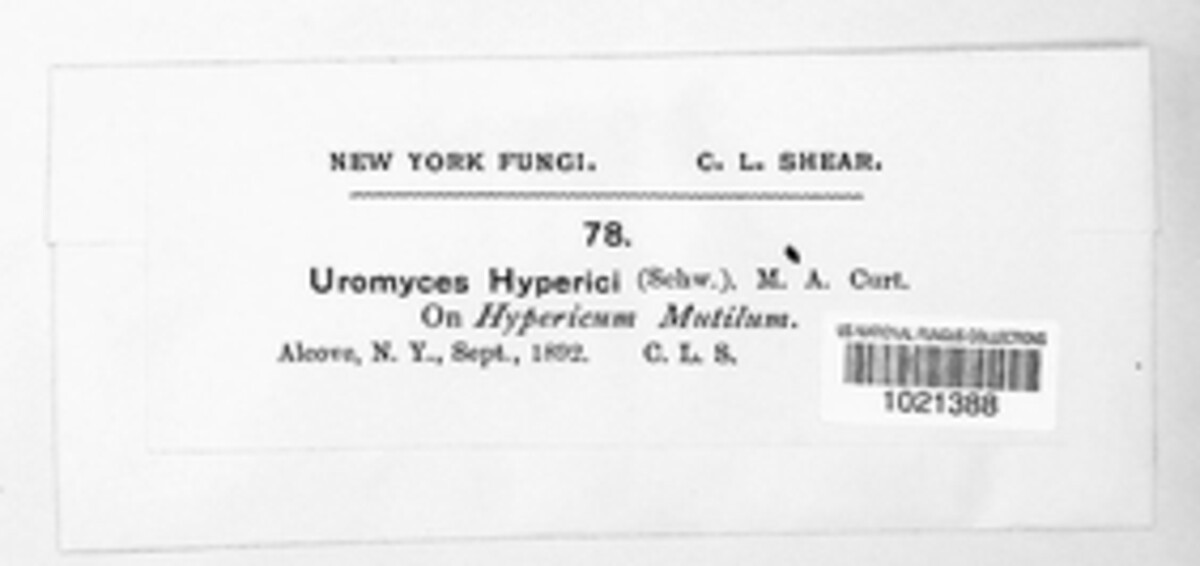 NEW YORK FUNGI. C. L. SHEAR.
78.
Uromyces Hyperici (Schw.). M. A. Curt.
On Hypericum Mutilum.
Alcove, N. Y., Sept., 1892. C. L. S.
US NATIONAL FUNGUS COLLECTIONS
1021388